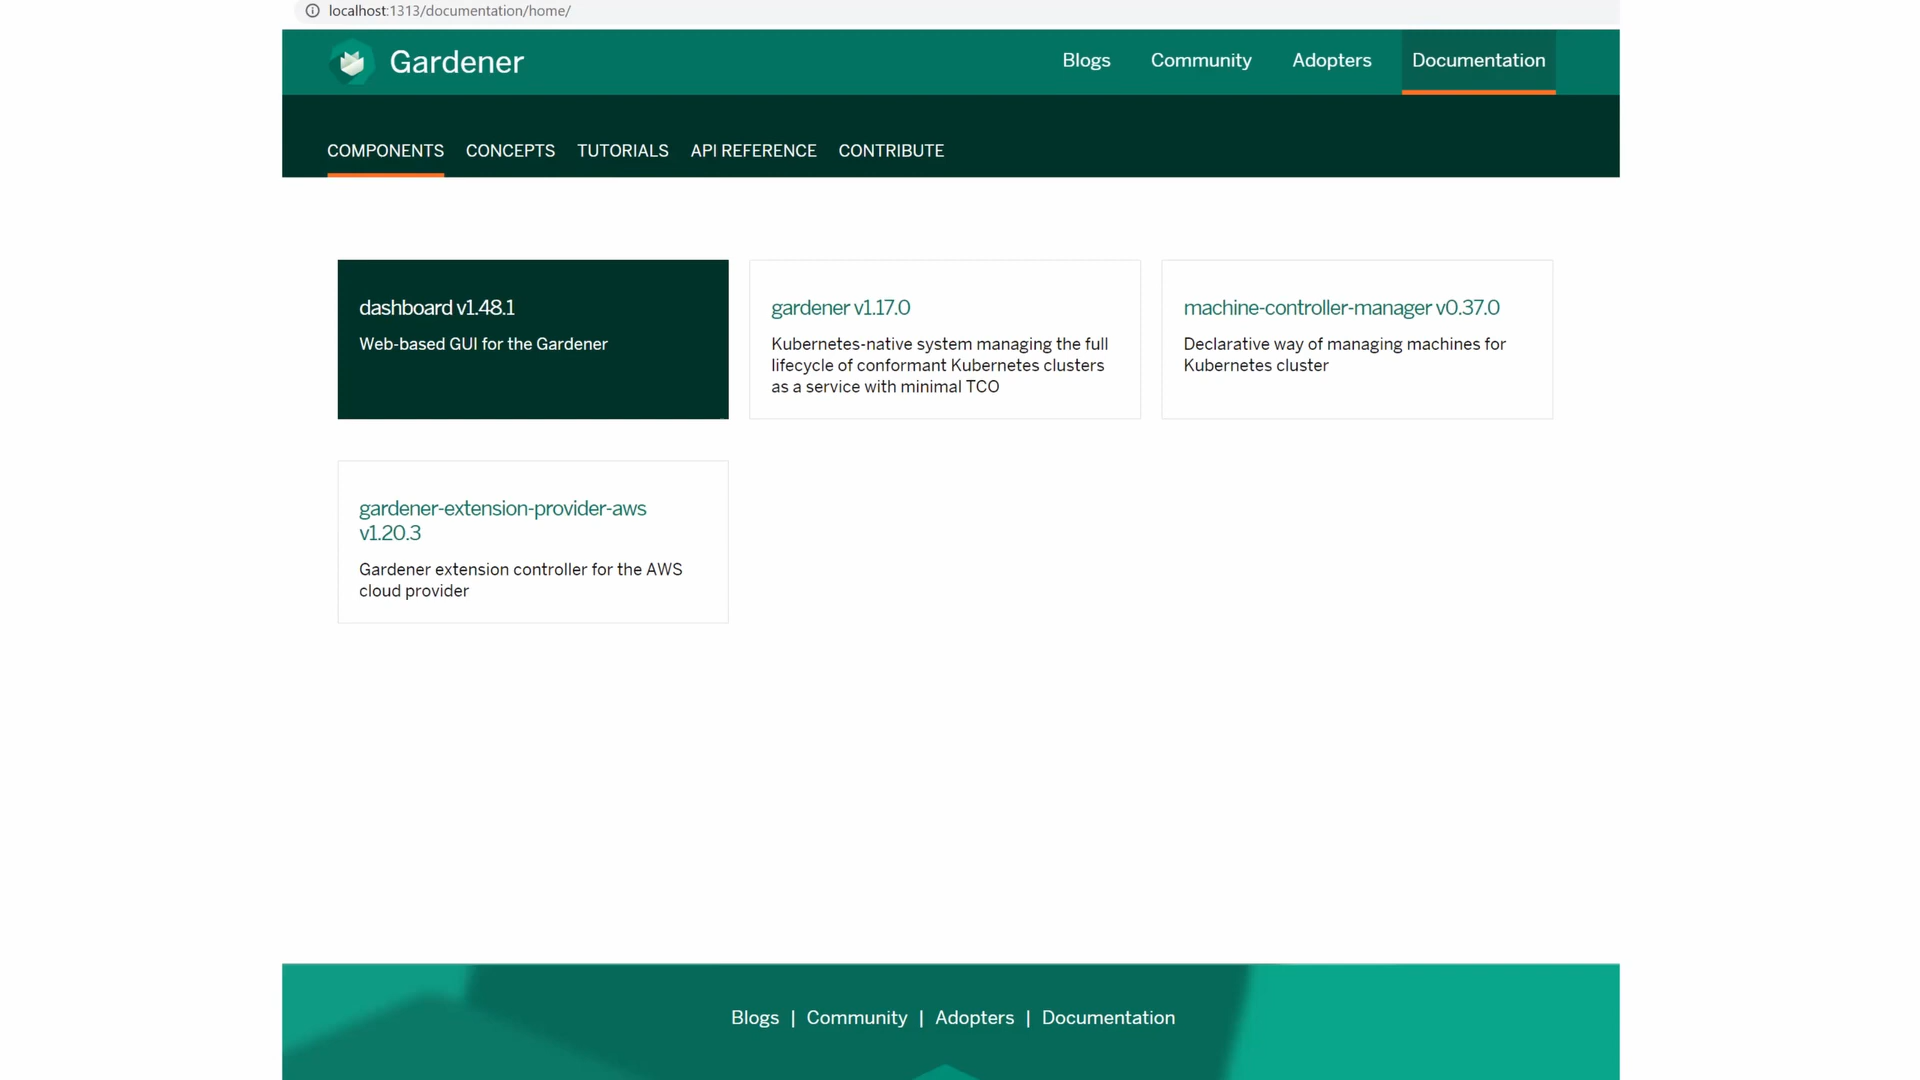 localhost:1313/documentation/home/
Gardener
Blogs Community Adopters Documentation
COMPONENTS CONCEPTS TUTORIALS API REFERENCE CONTRIBUTE
dashboard v1.48.1
Web-based GUI for the Gardener
gardener v1.17.0
Kubernetes-native system managing the full
lifecycle of conformant Kubernetes clusters
as a service with minimal TCO
machine-controller-manager v0.37.0
Declarative way of managing machines for
Kubernetes cluster
gardener-extension-provider-aws
v1.20.3
Gardener extension controller for the AWS
cloud provider
Blogs | Community | Adopters | Documentation